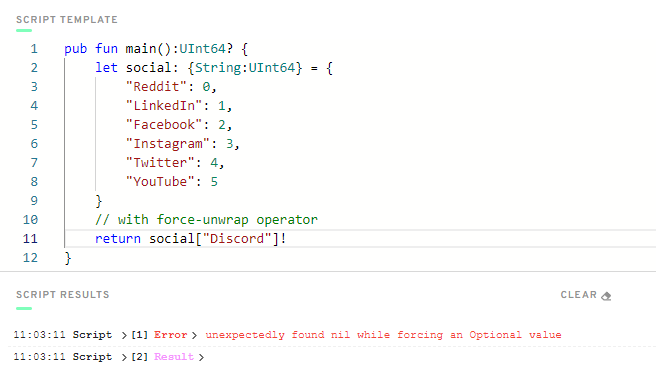 SCRIPT TEMPLATE
1 pub fun main():UInt64? {
2 let social: {String:UInt64} = {
3 "Reddit": 0,
4 "LinkedIn": 1,
5 "Facebook": 2,
6 "Instagram": 3,
7 "Twitter": 4,
8 "YouTube": 5
9 }
10 // with force-unwrap operator
11 return social["Discord"]!
12 }
SCRIPT RESULTS CLEAR
11:03:11 Script >[1] Error> unexpectedly found nil while forcing an Optional value
11:03:11 Script >[2] Result>